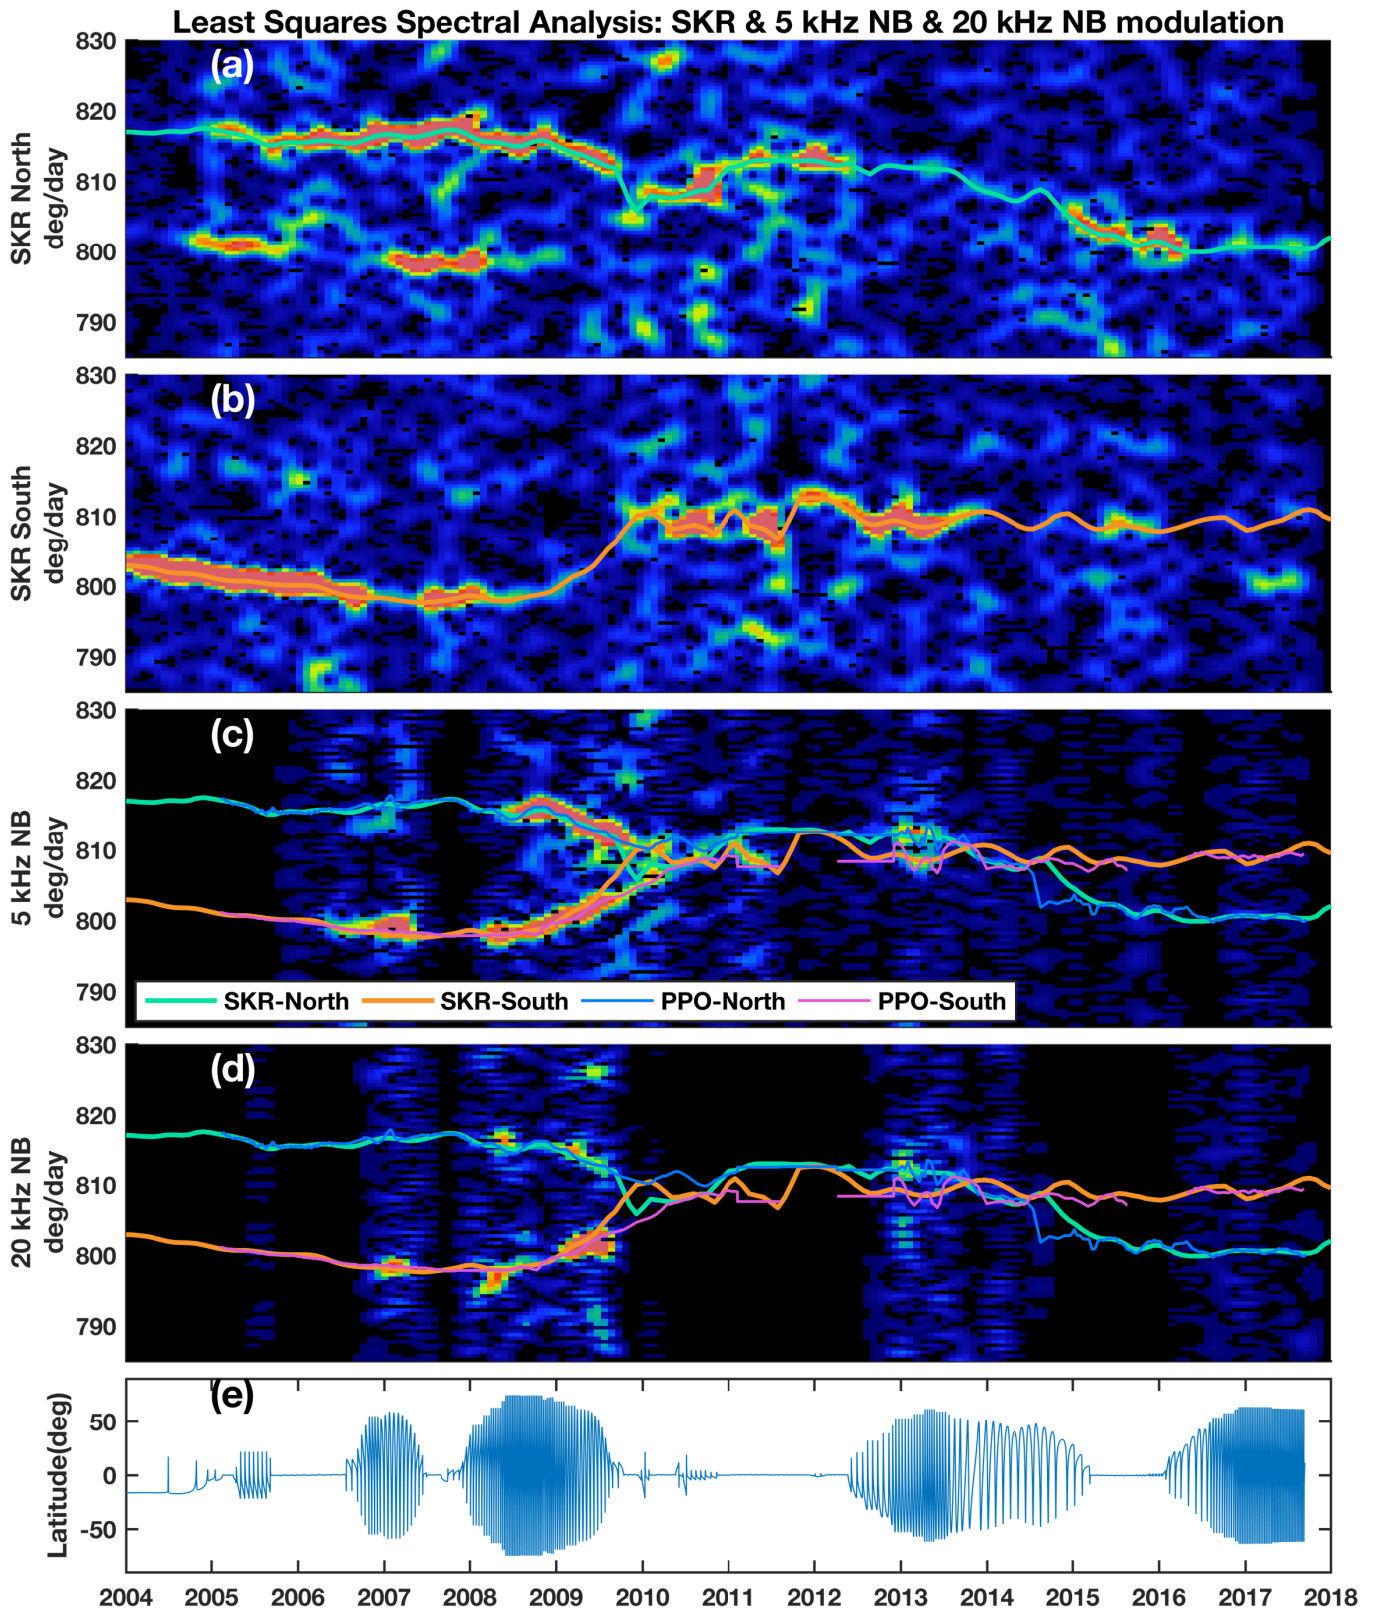 Least Squares Spectral Analysis: SKR & 5 kHz NB & 20 kHz NB modulation
(a)
SKR North
deg/day
830
820
810
800
790
(b)
SKR South
deg/day
830
820
810
800
790
(c)
5 kHz NB
deg/day
830
820
810
800
790
SKR-North SKR-South PPO-North PPO-South
(d)
20 kHz NB
deg/day
830
820
810
800
790
(e)
Latitude(deg)
50
0
-50
2004 2005 2006 2007 2008 2009 2010 2011 2012 2013 2014 2015 2016 2017 2018